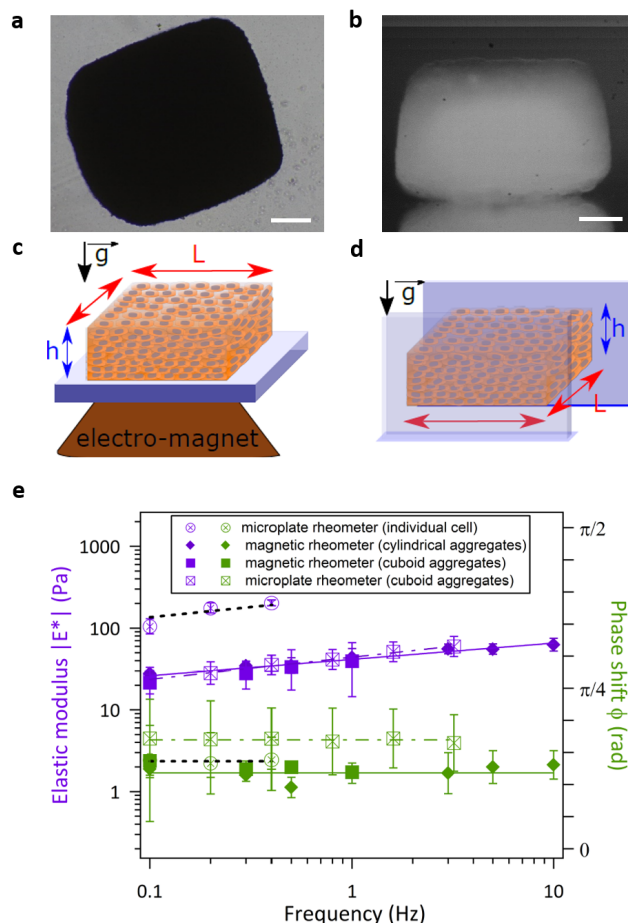 a
b
c
g
L
h
electro-magnet
d
g
h
L
e
microplate rheometer (individual cell)
magnetic rheometer (cylindrical aggregates)
magnetic rheometer (cuboid aggregates)
microplate rheometer (cuboid aggregates)
Elastic modulus |E*| (Pa)
1000
100
10
1
Phase shift ϕ (rad)
π/2
π/4
0
0.1
1
10
Frequency (Hz)